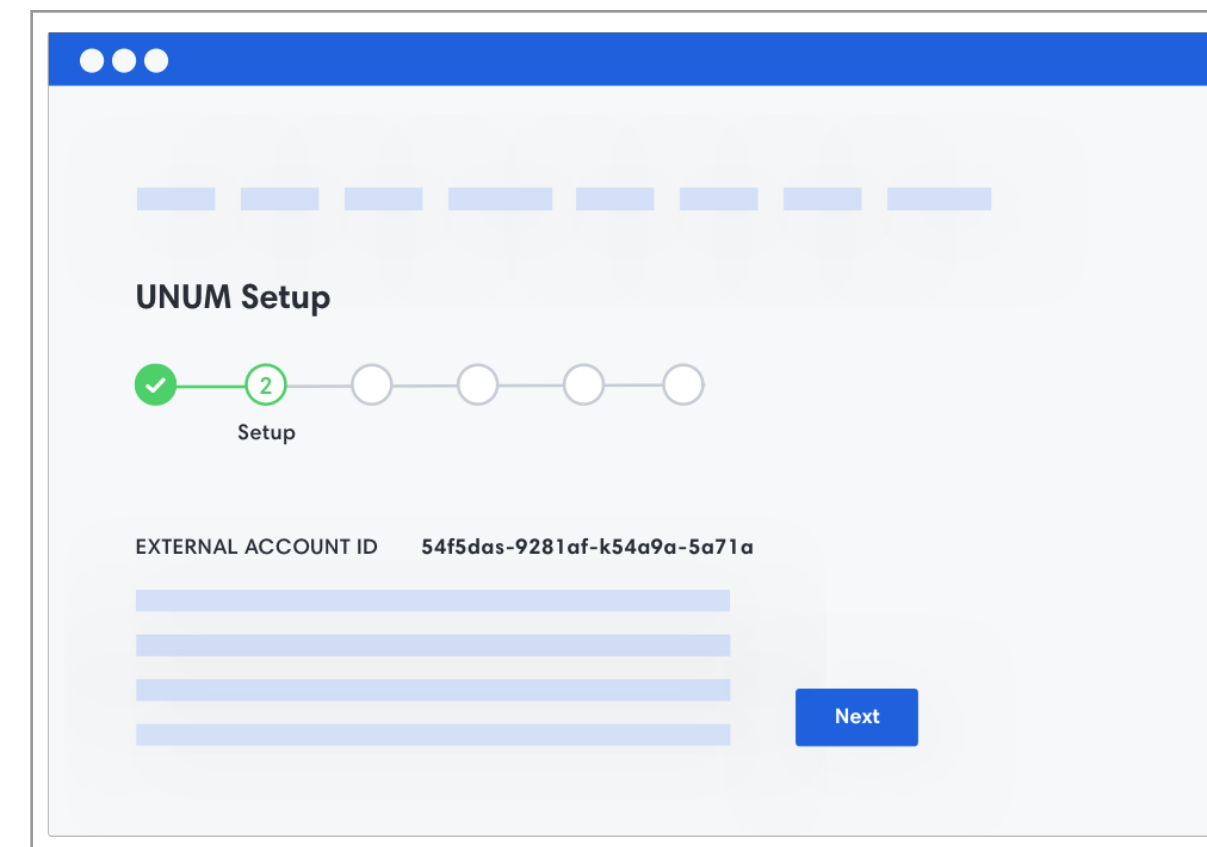 UNUM Setup
2
Setup
EXTERNAL ACCOUNT ID 54f5das-9281af-k54a9a-5a71a
Next